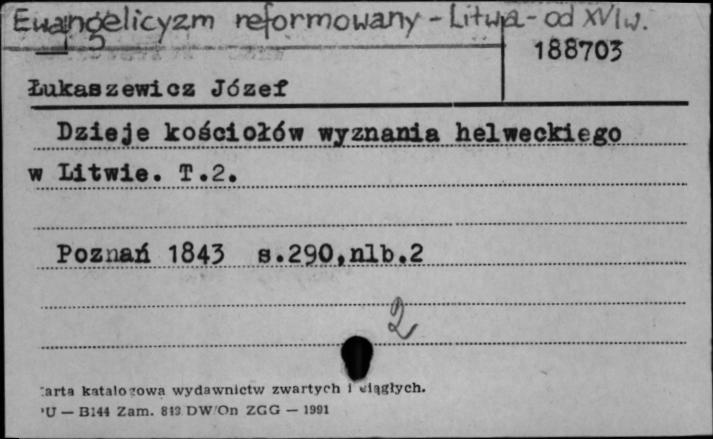 Ewangelicyzm reformowany - Litwa - od XVI w.
188703
Łukaszewicz Józef
Dzieje kościołów wyznania helweckiego
w Litwie. T.2.
Poznań 1843 s.290,nlb.2
2
arta katalogowa wydawnictw zwartych i ciągłych.
U — B144 Zam. 843 DW/On ZGG — 1991